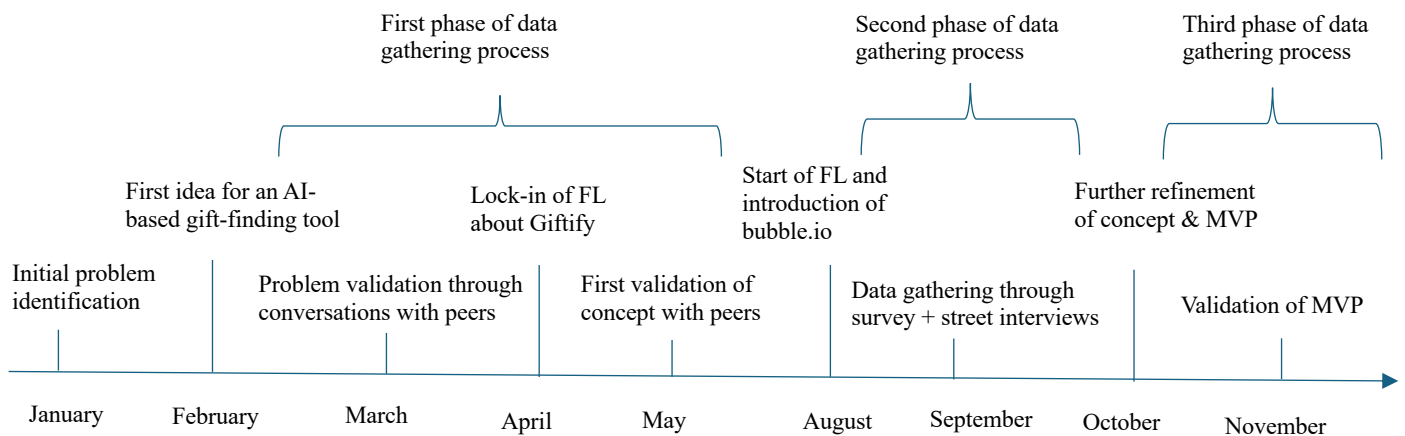 First phase of data
gathering process
Second phase of data
gathering process
Third phase of data
gathering process
First idea for an AI-
based gift-finding tool
Lock-in of FL
about Giftify
Start of FL and
introduction of
bubble.io
Further refinement
of concept & MVP
Initial problem
identification
Problem validation through
conversations with peers
First validation of
concept with peers
Data gathering through
survey + street interviews
Validation of MVP
January
February
March
April
May
August
September
October
November